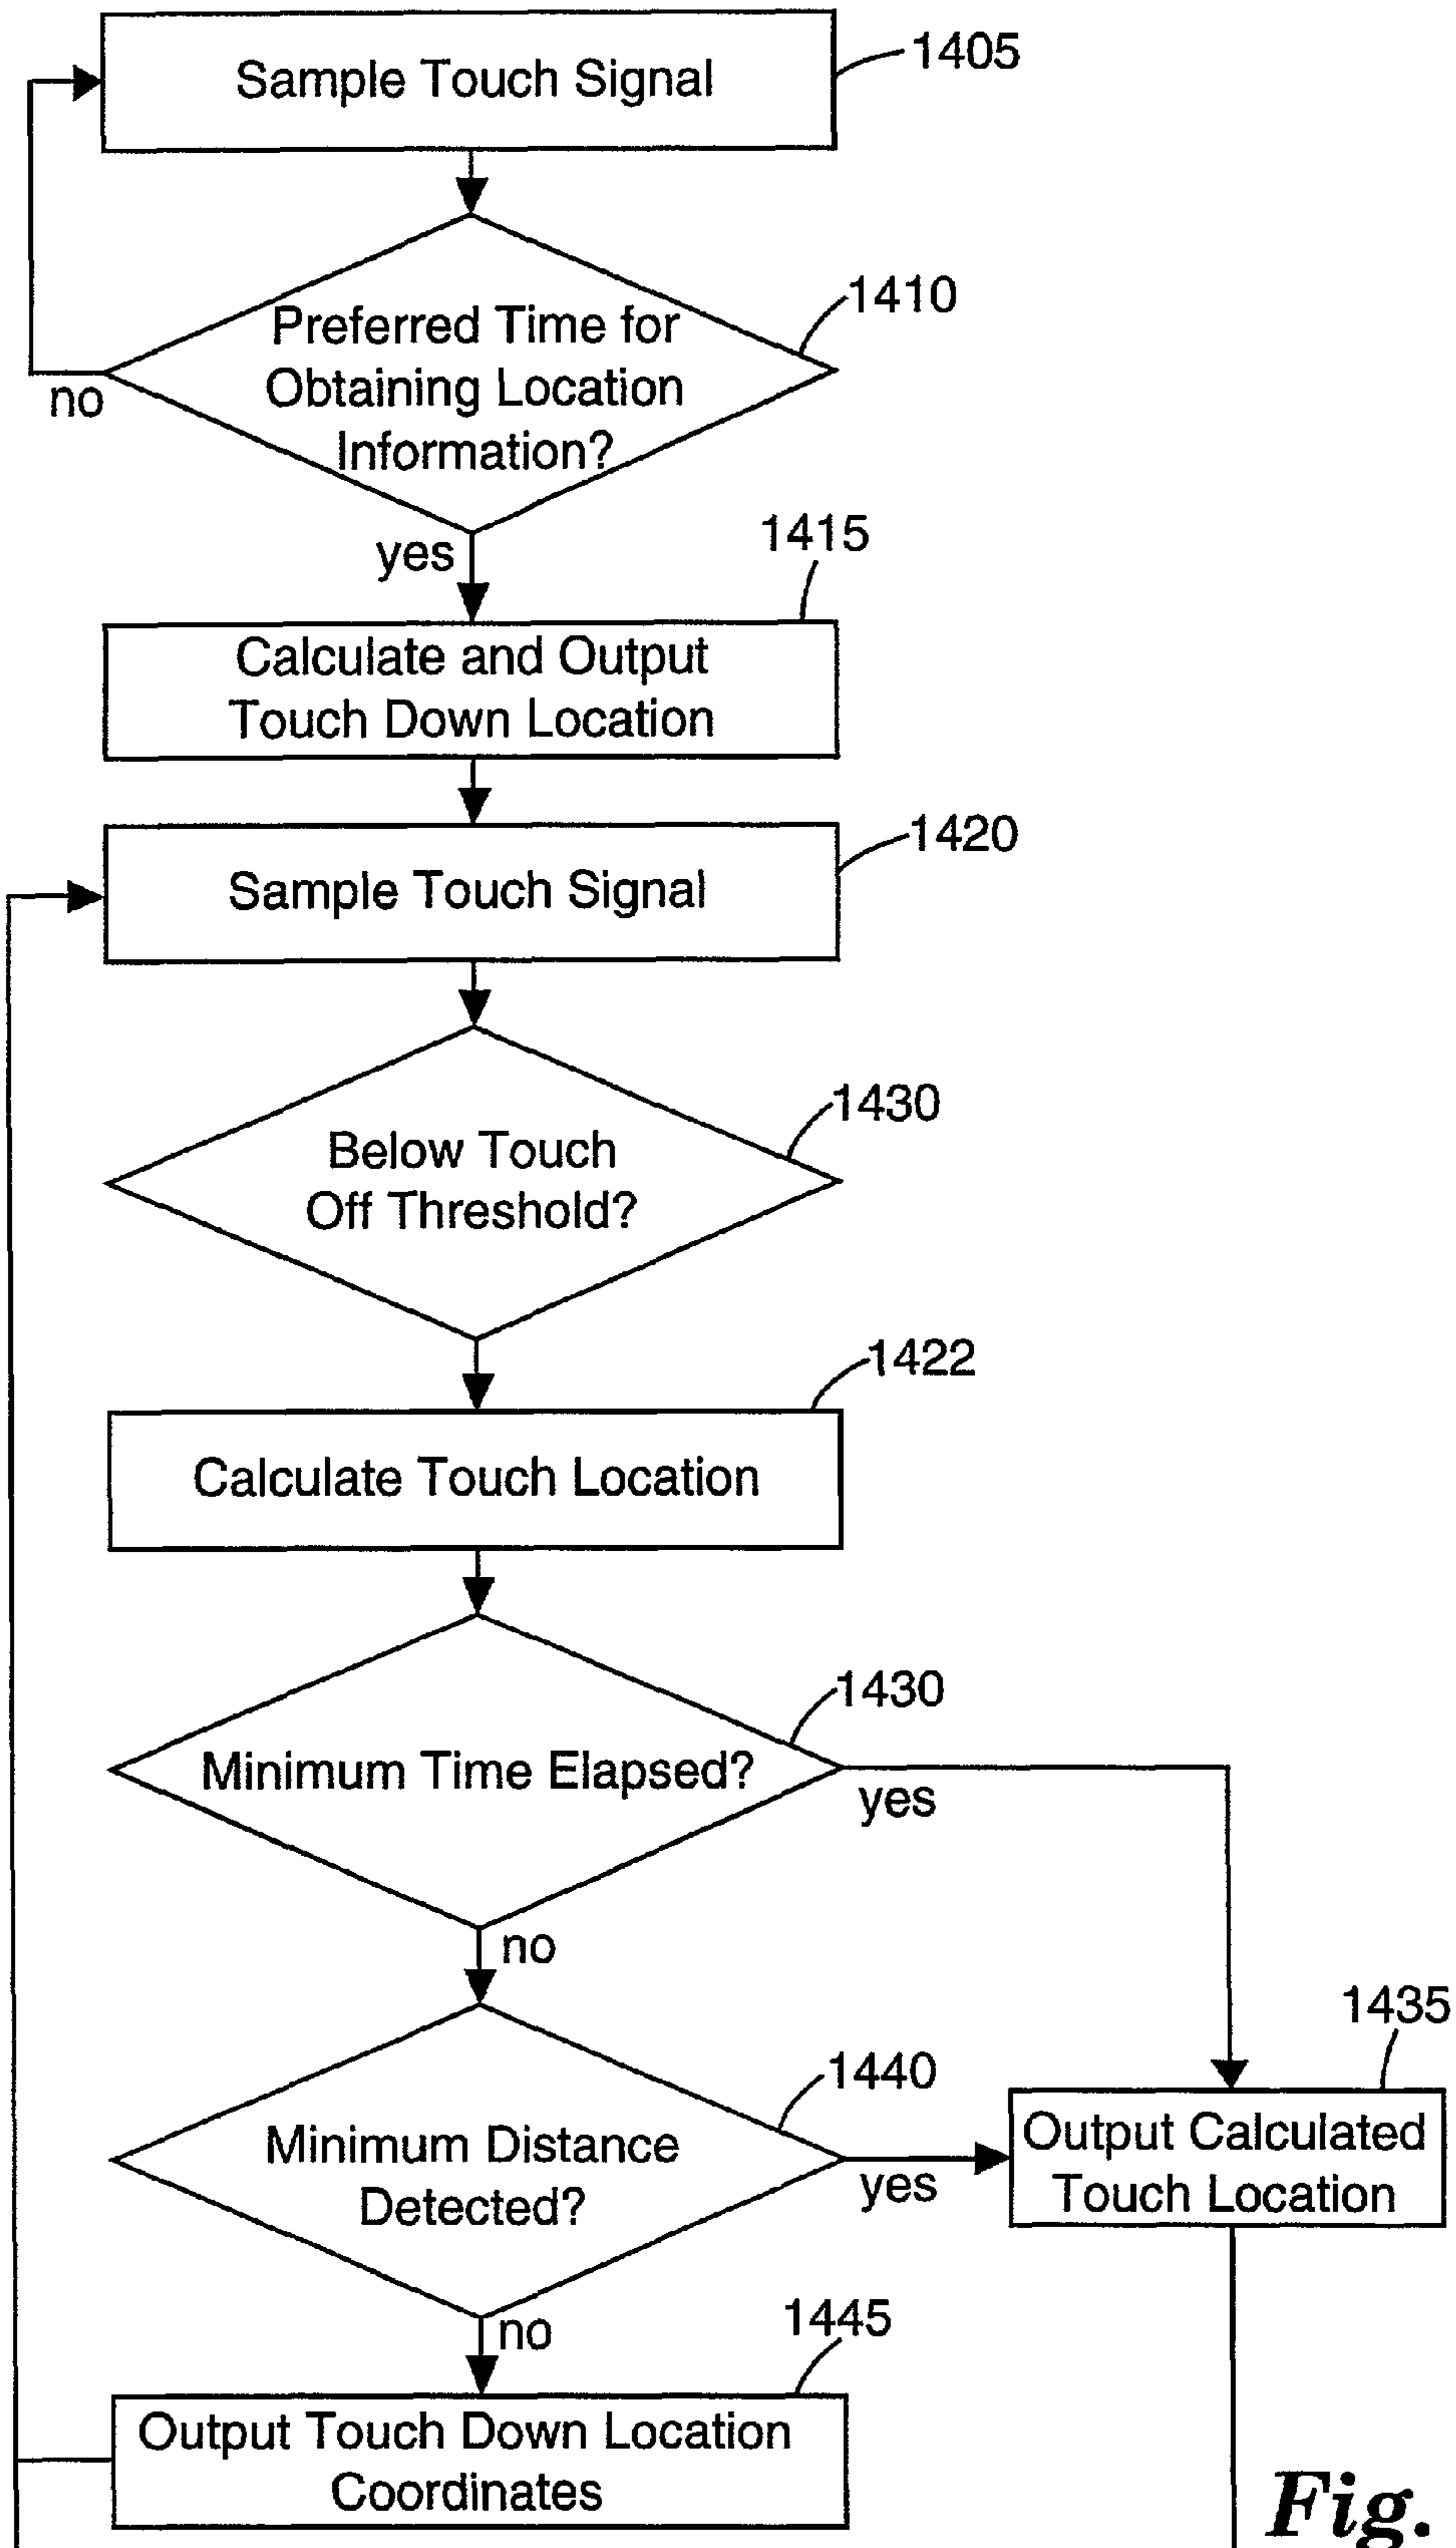 Sample Touch Signal
1405
Preferred Time for
Obtaining Location
Information?
1410
no
yes
1415
Calculate and Output
Touch Down Location
1420
Sample Touch Signal
1430
Below Touch
Off Threshold?
1422
Calculate Touch Location
1430
Minimum Time Elapsed?
yes
no
1435
1440
Minimum Distance
Detected?
yes
Output Calculated
Touch Location
no
1445
Output Touch Down Location
Coordinates
Fig.